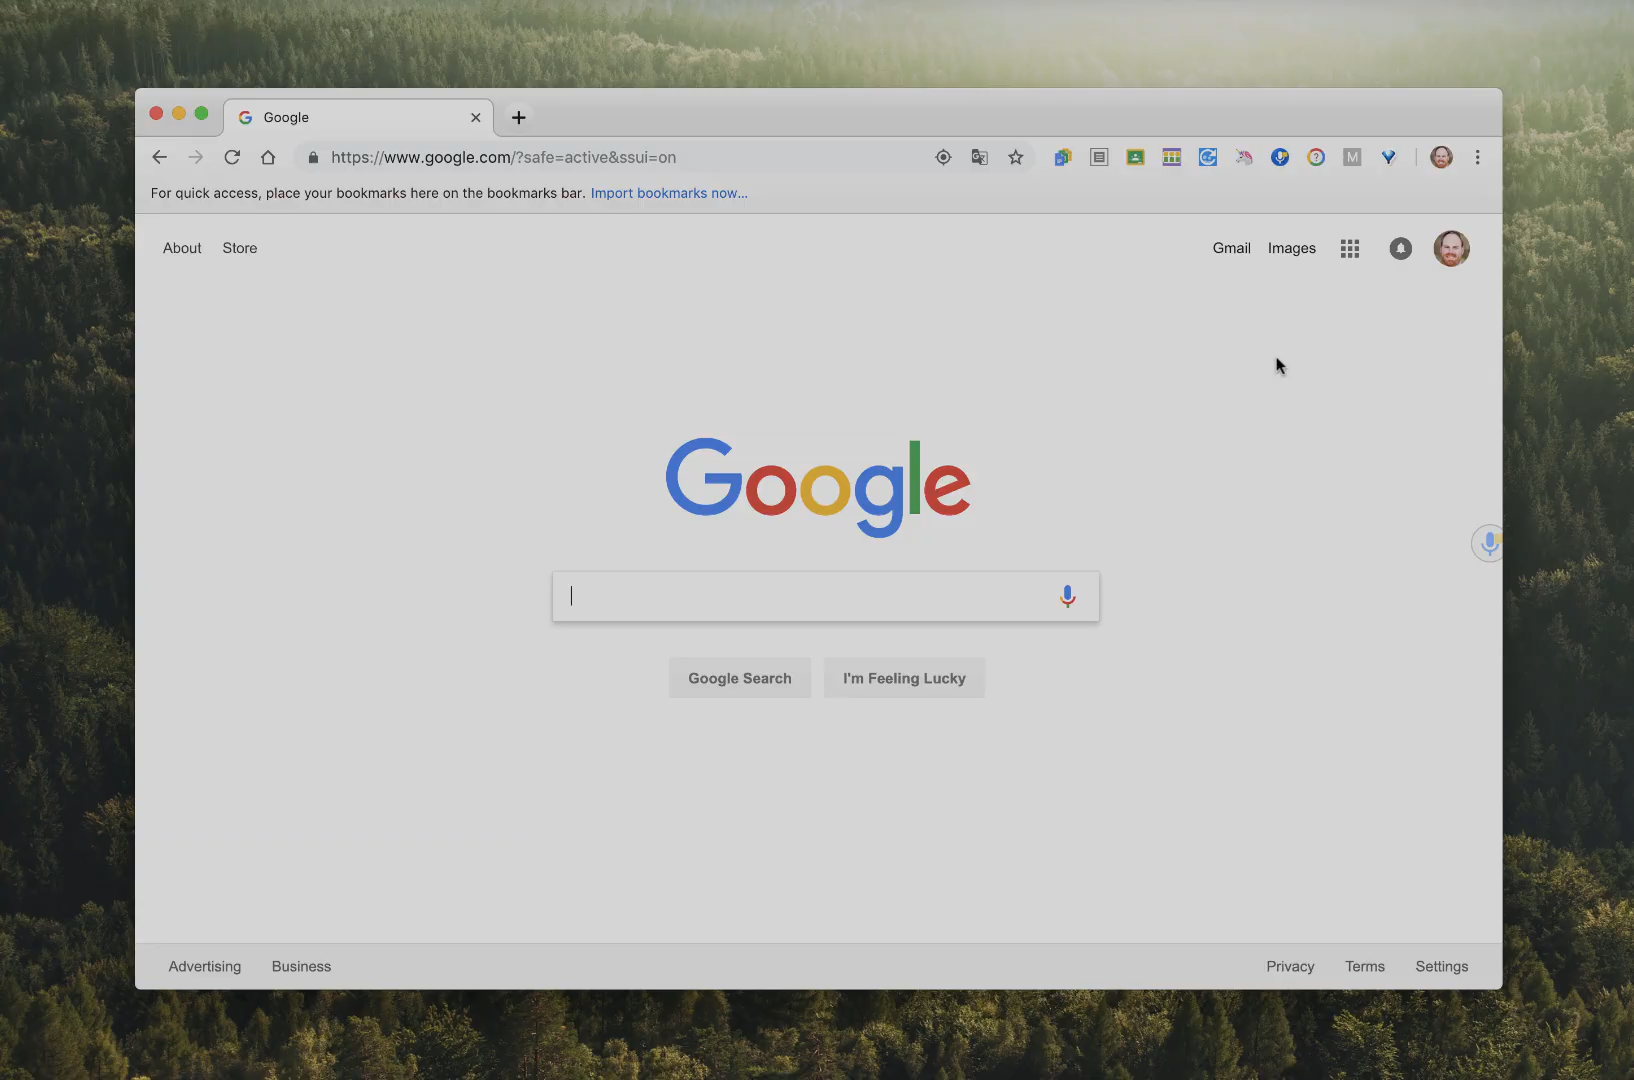 Google
https://www.google.com/?safe=active&ssui=on
M
For quick access, place your bookmarks here on the bookmarks bar. Import bookmarks now...
About Store Gmail Images
Google
Google Search I'm Feeling Lucky
Advertising Business Privacy Terms Settings